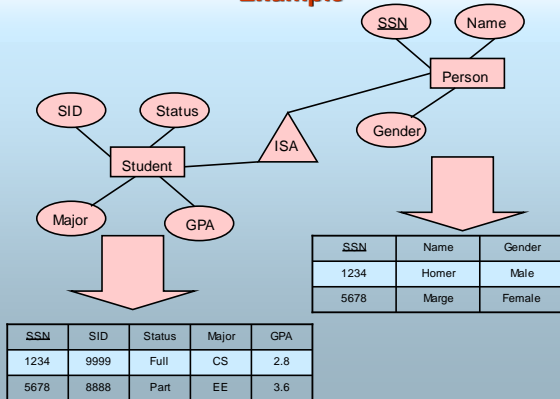 Example
SSN
Name
Person
Gender
SID
Status
ISA
Student
Major
GPA
SSN Name Gender
1234 Homer Male
5678 Marge Female
SSN SID Status Major GPA
1234 9999 Full CS 2.8
5678 8888 Part EE 3.6